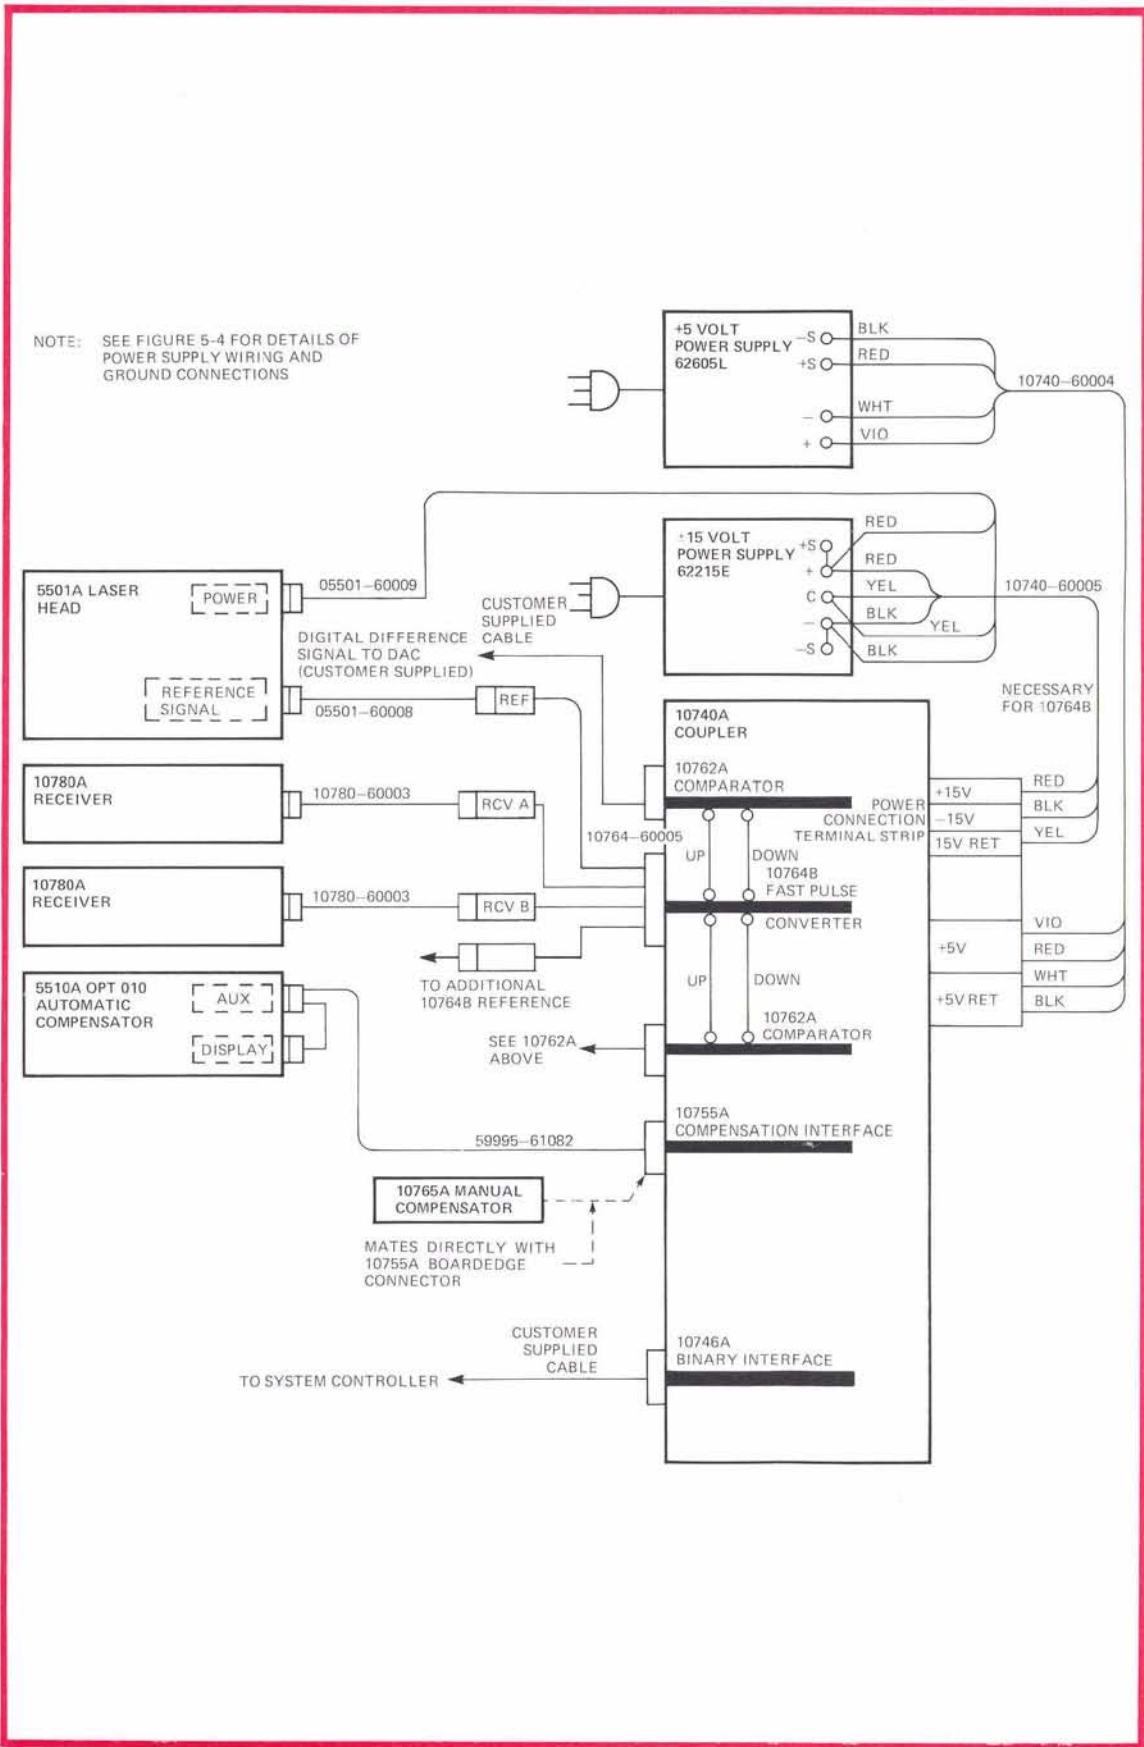 NOTE: SEE FIGURE 5-4 FOR DETAILS OF
POWER SUPPLY WIRING AND
GROUND CONNECTIONS
+5 VOLT
POWER SUPPLY
62605L
−S
+S
−
+
BLK
RED
WHT
VIO
10740-60004
±15 VOLT
POWER SUPPLY
62215E
+S
+
C
−
−S
RED
RED
YEL
BLK
YEL
BLK
10740-60005
NECESSARY
FOR 10764B
5501A LASER
HEAD
POWER
REFERENCE
SIGNAL
05501-60009
CUSTOMER
SUPPLIED
CABLE
DIGITAL DIFFERENCE
SIGNAL TO DAC
(CUSTOMER SUPPLIED)
05501-60008
REF
10780A
RECEIVER
10780-60003
RCV A
10764-60005
10780A
RECEIVER
10780-60003
RCV B
TO ADDITIONAL
10764B REFERENCE
5510A OPT 010
AUTOMATIC
COMPENSATOR
AUX
DISPLAY
SEE 10762A
ABOVE
59995-61082
10765A MANUAL
COMPENSATOR
MATES DIRECTLY WITH
10755A BOARDEDGE
CONNECTOR
CUSTOMER
SUPPLIED
CABLE
TO SYSTEM CONTROLLER
10740A
COUPLER
10762A
COMPARATOR
POWER
CONNECTION
TERMINAL STRIP
UP
DOWN
10764B
FAST PULSE
CONVERTER
UP
DOWN
10762A
COMPARATOR
10755A
COMPENSATION INTERFACE
10746A
BINARY INTERFACE
+15V
−15V
15V RET
+5V
+5V RET
RED
BLK
YEL
VIO
RED
WHT
BLK